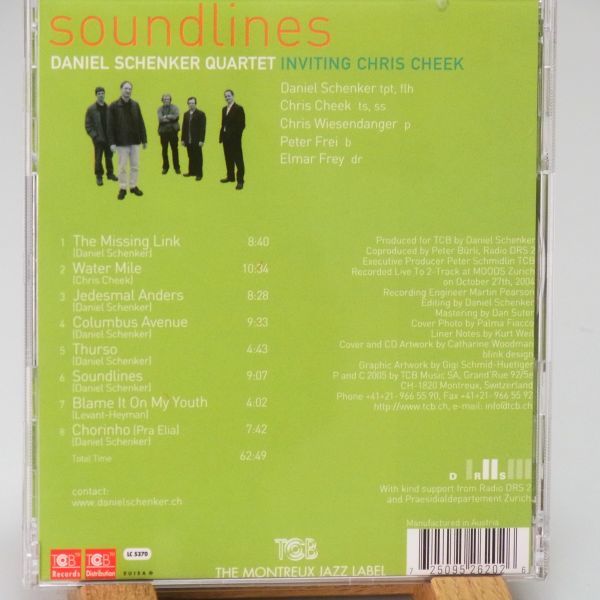 soundlines
DANIEL SCHENKER QUARTET INVITING CHRIS CHEEK
Daniel Schenker tpt, flh
Chris Cheek ts, ss
Chris Wiesendanger p
Peter Frei b
Elmar Frey dr
1 The Missing Link 8:40
[Daniel Schenker]
2 Water Mile 10:34
[Chris Cheek]
3 Jedesmal Anders 8:28
[Daniel Schenker]
4 Columbus Avenue 9:33
[Daniel Schenker]
5 Thurso 4:43
[Daniel Schenker]
6 Soundlines 9:07
[Daniel Schenker]
7 Blame It On My Youth 4:02
[Levant-Heyman]
8 Chorinho (Pra Elia) 7:42
[Daniel Schenker]
Total Time 62:49
Produced for TCB by Daniel Schenker
Coproduced by Peter Bürli, Radio DRS 2
Executive Producer Peter Schmidlin TCB
Recorded Live To 2-Track at MOODS Zurich
on October 27th, 2004
Recording Engineer Martin Pearson
Editing by Daniel Schenker
Mastering by Dan Suter
Cover Photo by Palma Fiacco
Liner Notes by Kurt Weil
Cover and CD Artwork by Catharine Woodman
blink design
Graphic Artwork by Gigi Schmid-Huetiger
P and C 2005 by TCB Music SA, Grand'Rue 92/5e
CH-1820 Montreux, Switzerland
Phone +41+21- 966 55 90, Fax +41+21- 966 55 92
http://www.tcb.ch, e-mail: info@tcb.ch
DRS
With kind support from Radio DRS 2
and Praesidialdepartement Zurich
contact:
www.danielschenker.ch
Manufactured in Austria
TCB
Records
TCB
Distribution
LC 5370
SUISA
TCB
THE MONTREUX JAZZ LABEL
7 25095 26202 6